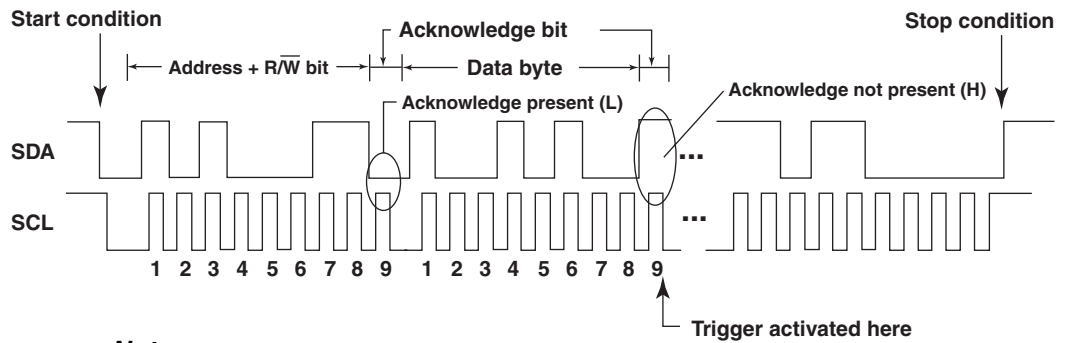 Start condition
Stop condition
Acknowledge bit
Address + R/W̅ bit
Data byte
Acknowledge present (L)
Acknowledge not present (H)
SDA
...
SCL
...
1 2 3 4 5 6 7 8 9 1 2 3 4 5 6 7 8 9
Trigger activated here